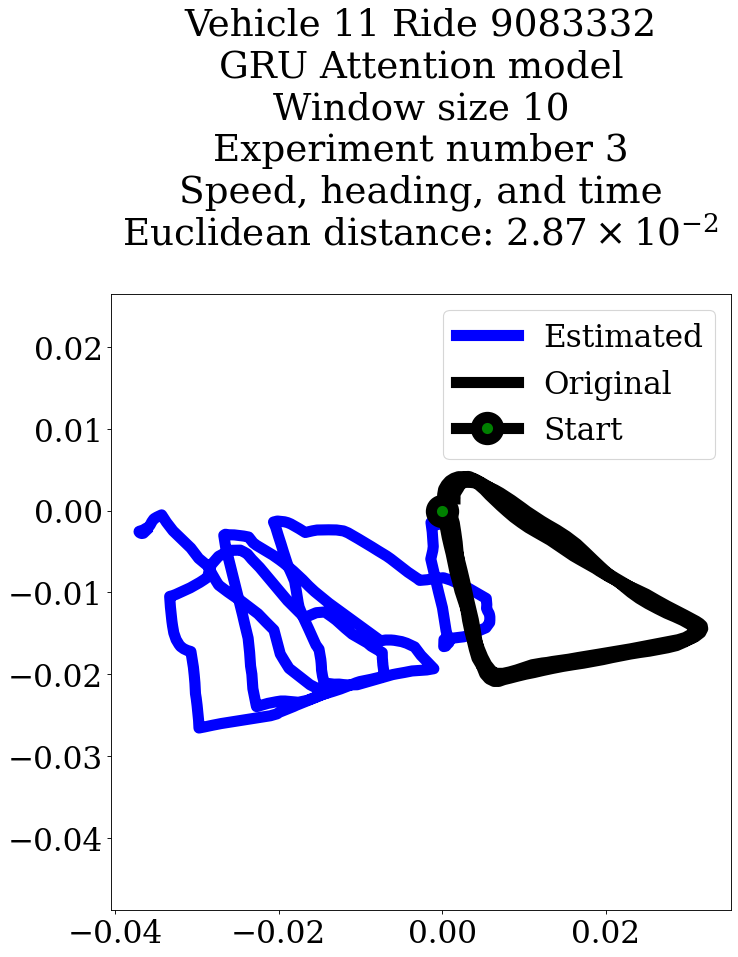 Vehicle 11 Ride 9083332
GRU Attention model
Window size 10
Experiment number 3
Speed, heading, and time
Euclidean distance: 2.87 × 10⁻²
Estimated
Original
Start
0.02
0.01
0.00
−0.01
−0.02
−0.03
−0.04
−0.04 −0.02 0.00 0.02